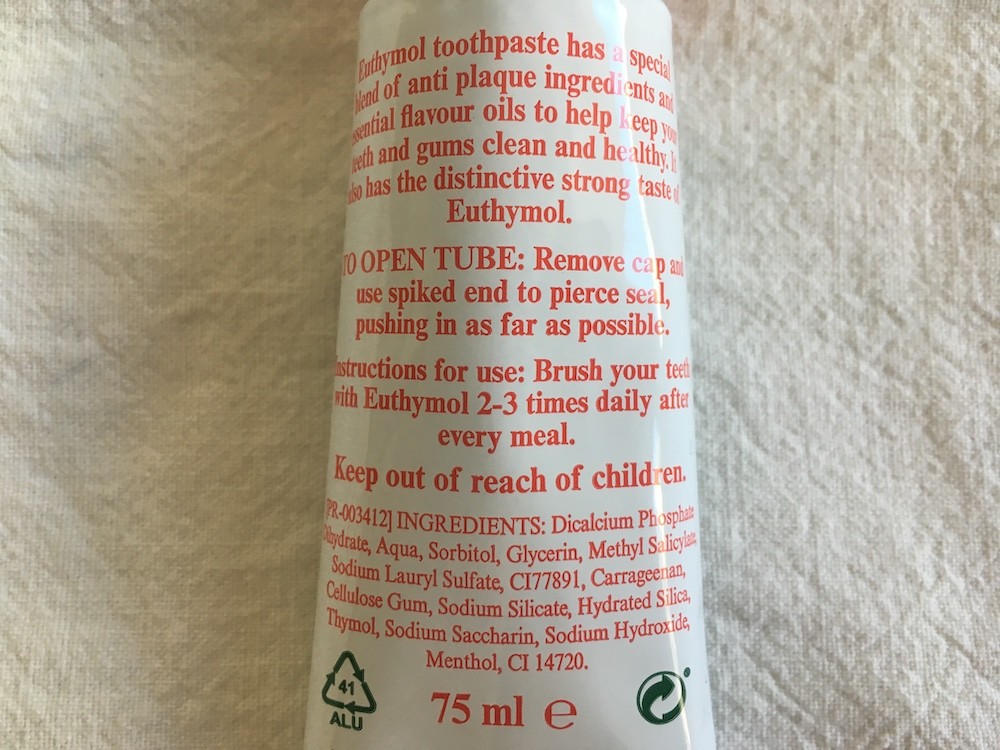 Euthymol toothpaste has a special
blend of anti plaque ingredients and
essential flavour oils to help keep your
teeth and gums clean and healthy. It
also has the distinctive strong taste of
Euthymol.
TO OPEN TUBE: Remove cap and
use spiked end to pierce seal,
pushing in as far as possible.
Instructions for use: Brush your teeth
with Euthymol 2-3 times daily after
every meal.
Keep out of reach of children.
[PR-003412] INGREDIENTS: Dicalcium Phosphate
Dihydrate, Aqua, Sorbitol, Glycerin, Methyl Salicylate,
Sodium Lauryl Sulfate, CI77891, Carrageenan,
Cellulose Gum, Sodium Silicate, Hydrated Silica,
Thymol, Sodium Saccharin, Sodium Hydroxide,
Menthol, CI 14720.
41
ALU
75 ml ℮